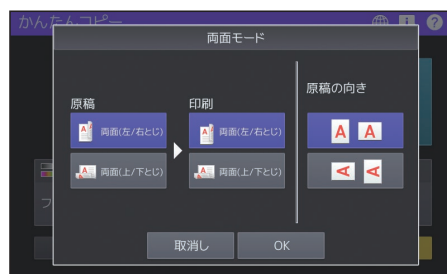 かんたんコピー
両面モード
原稿
印刷
原稿の向き
両面(左/右とじ)
両面(左/右とじ)
A A
両面(上/下とじ)
両面(上/下とじ)
A A
フ
取消し
OK